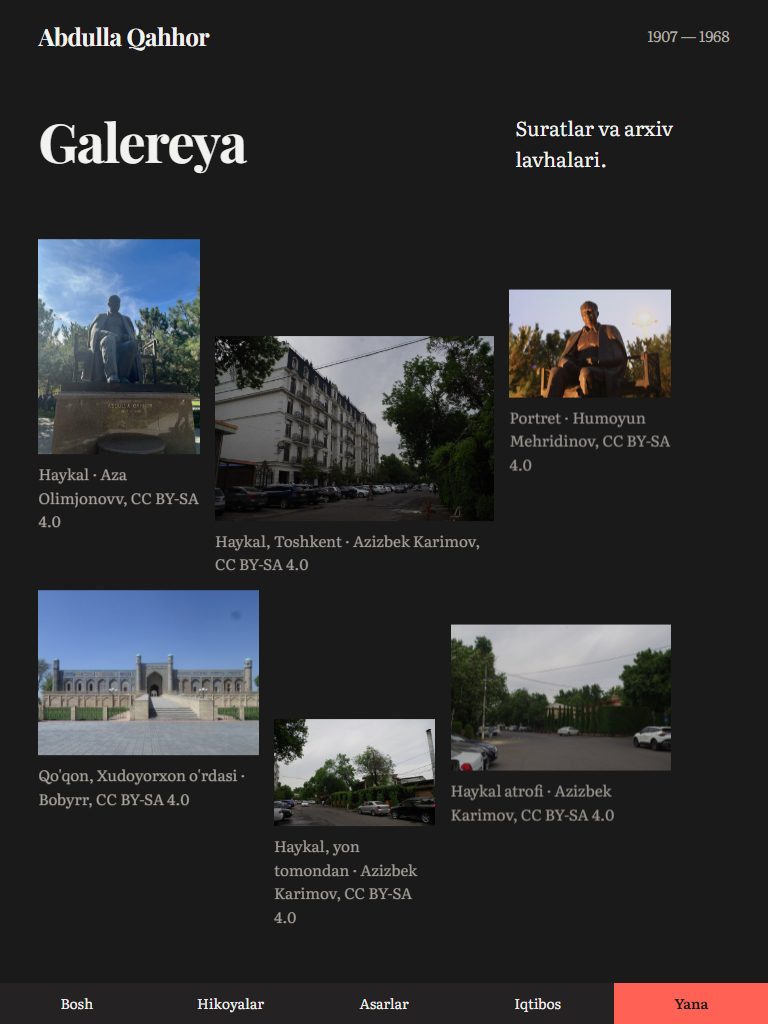 Abdulla Qahhor
1907 — 1968
Galereya
Suratlar va arxiv
lavhalari.
ABDULLA QAHHOR
Haykal · Aza
Olimjonovv, CC BY-SA
4.0
Haykal, Toshkent · Azizbek Karimov,
CC BY-SA 4.0
Portret · Humoyun
Mehridinov, CC BY-SA
4.0
Qo'qon, Xudoyorxon o'rdasi ·
Bobyrr, CC BY-SA 4.0
Haykal, yon
tomondan · Azizbek
Karimov, CC BY-SA
4.0
Haykal atrofi · Azizbek
Karimov, CC BY-SA 4.0
Bosh
Hikoyalar
Asarlar
Iqtibos
Yana